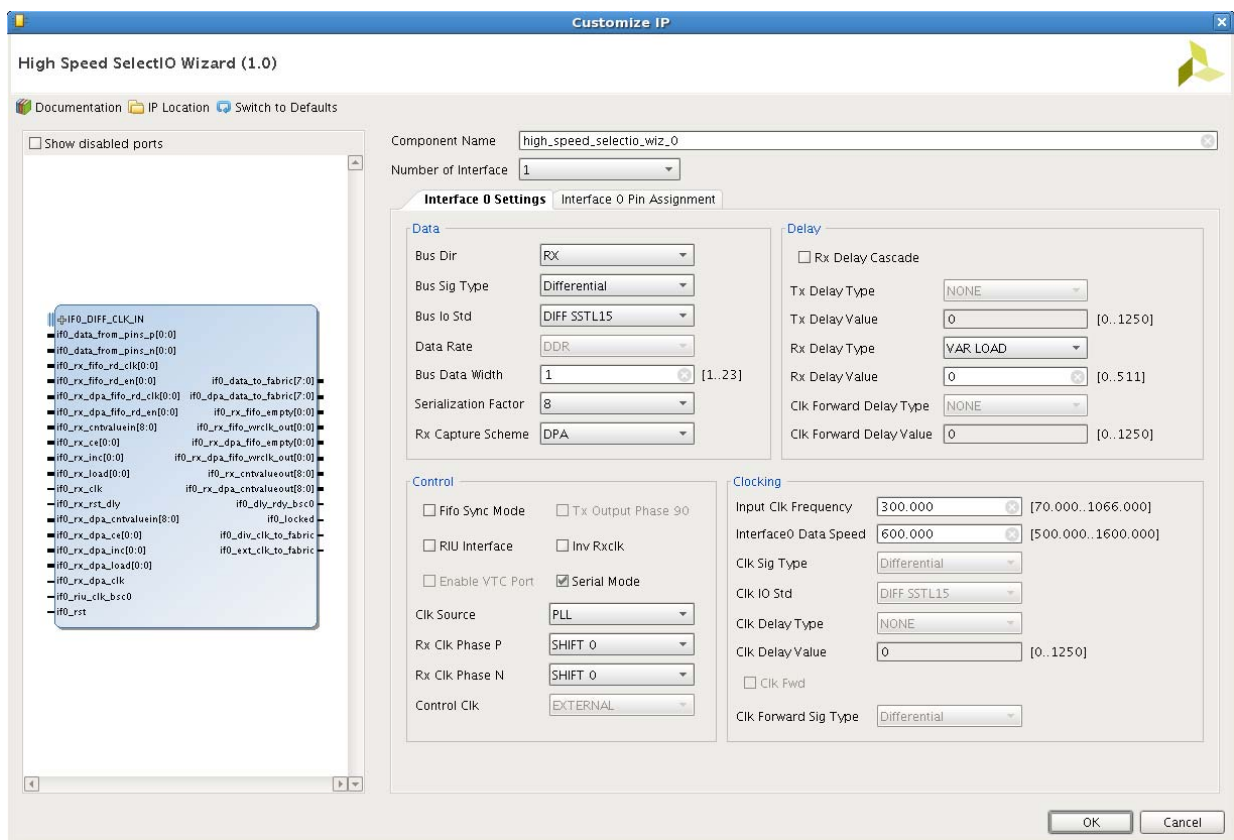 Customize IP
High Speed SelectIO Wizard (1.0)
Documentation IP Location Switch to Defaults
Show disabled ports
IF0_DIFF_CLK_IN
if0_data_from_pins_p[0:0]
if0_data_from_pins_n[0:0]
if0_rx_fifo_rd_clk[0:0]
if0_rx_fifo_rd_en[0:0] if0_data_to_fabric[7:0]
if0_rx_dpa_fifo_rd_clk[0:0] if0_dpa_data_to_fabric[7:0]
if0_rx_dpa_fifo_rd_en[0:0] if0_rx_fifo_empty[0:0]
if0_rx_cntvaluein[8:0] if0_rx_fifo_wrclk_out[0:0]
if0_rx_ce[0:0] if0_rx_dpa_fifo_empty[0:0]
if0_rx_inc[0:0] if0_rx_dpa_fifo_wrclk_out[0:0]
if0_rx_load[0:0] if0_rx_cntvalueout[8:0]
if0_rx_clk if0_rx_dpa_cntvalueout[8:0]
if0_rx_rst_dly if0_dly_rdy_bsc0
if0_rx_dpa_cntvaluein[8:0] if0_locked
if0_rx_dpa_ce[0:0] if0_div_clk_to_fabric
if0_rx_dpa_inc[0:0] if0_ext_clk_to_fabric
if0_rx_dpa_load[0:0]
if0_rx_dpa_clk
if0_riu_clk_bsc0
if0_rst
Component Name high_speed_selectio_wiz_0
Number of Interface 1
Interface 0 Settings Interface 0 Pin Assignment
Data
Bus Dir RX
Bus Sig Type Differential
Bus Io Std DIFF SSTL15
Data Rate DDR
Bus Data Width 1 [1..23]
Serialization Factor 8
Rx Capture Scheme DPA
Delay
Rx Delay Cascade
Tx Delay Type NONE
Tx Delay Value 0 [0..1250]
Rx Delay Type VAR LOAD
Rx Delay Value 0 [0..511]
Clk Forward Delay Type NONE
Clk Forward Delay Value 0 [0..1250]
Control
Fifo Sync Mode Tx Output Phase 90
RIU Interface Inv Rxclk
Enable VTC Port Serial Mode
Clk Source PLL
Rx Clk Phase P SHIFT 0
Rx Clk Phase N SHIFT 0
Control Clk EXTERNAL
Clocking
Input Clk Frequency 300.000 [70.000..1066.000]
Interface0 Data Speed 600.000 [500.000..1600.000]
Clk Sig Type Differential
Clk IO Std DIFF SSTL15
Clk Delay Type NONE
Clk Delay Value 0 [0..1250]
Clk Fwd
Clk Forward Sig Type Differential
OK Cancel